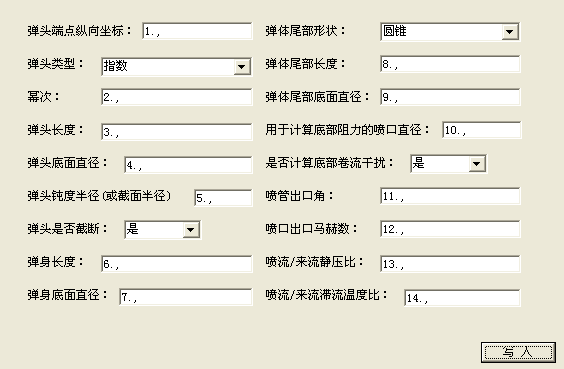 弹头端点纵向坐标： 1., 弹体尾部形状： 圆锥
弹头类型： 指数 弹体尾部长度： 8.,
幂次： 2., 弹体尾部底面直径： 9.,
弹头长度： 3., 用于计算底部阻力的喷口直径： 10.,
弹头底面直径： 4., 是否计算底部卷流干扰： 是
弹头钝度半径(或截面半径) 5., 喷管出口角： 11.,
弹头是否截断： 是 喷口出口马赫数： 12.,
弹身长度： 6., 喷流/来流静压比： 13.,
弹身底面直径： 7., 喷流/来流滞流温度比： 14.,
写 入